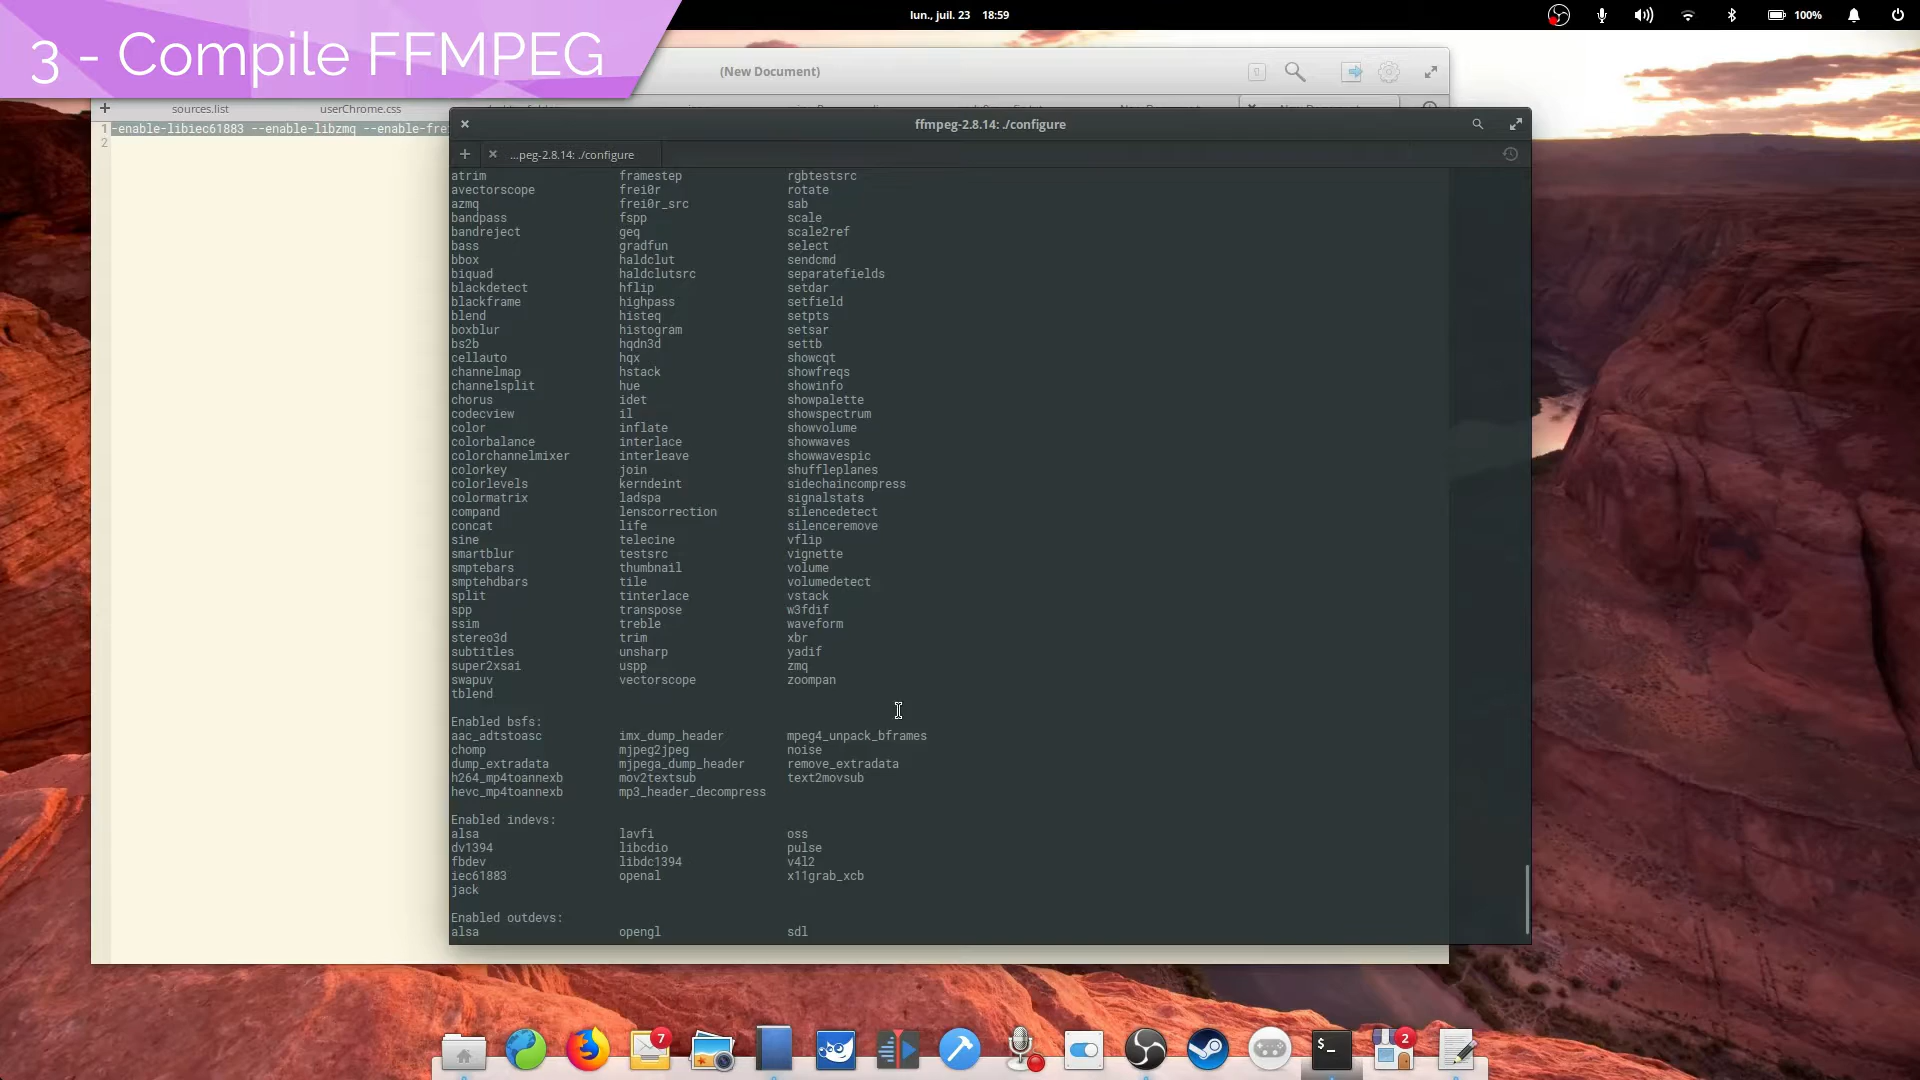 3 - Compile FFMPEG
lun., juil. 23 18:59
100%
(New Document)
sources.list userChrome.css
1 -enable-libiec61883 --enable-libzmq --enable-fre
2
ffmpeg-2.8.14: ./configure
...peg-2.8.14: ./configure
atrim framestep rgbtestsrc
avectorscope frei0r rotate
azmq frei0r_src sab
bandpass fspp scale
bandreject geq scale2ref
bass gradfun select
bbox haldclut sendcmd
biquad haldclutsrc separatefields
blackdetect hflip setdar
blackframe highpass setfield
blend histeq setpts
boxblur histogram setsar
bs2b hqdn3d settb
cellauto hqx showcqt
channelmap hstack showfreqs
channelsplit hue showinfo
chorus idet showpalette
codecview il showspectrum
color inflate showvolume
colorbalance interlace showwaves
colorchannelmixer interleave showwavespic
colorkey join shuffleplanes
colorlevels kerndeint sidechaincompress
colormatrix ladspa signalstats
compand lenscorrection silencedetect
concat life silenceremove
sine telecine vflip
smartblur testsrc vignette
smptebars thumbnail volume
smptehdbars tile volumedetect
split tinterlace vstack
spp transpose w3fdif
ssim treble waveform
stereo3d trim xbr
subtitles unsharp yadif
super2xsai uspp zmq
swapuv vectorscope zoompan
tblend
Enabled bsfs:
aac_adtstoasc imx_dump_header mpeg4_unpack_bframes
chomp mjpeg2jpeg noise
dump_extradata mjpega_dump_header remove_extradata
h264_mp4toannexb mov2textsub text2movsub
hevc_mp4toannexb mp3_header_decompress
Enabled indevs:
alsa lavfi oss
dv1394 libcdio pulse
fbdev libdc1394 v4l2
iec61883 openal x11grab_xcb
jack
Enabled outdevs:
alsa opengl sdl
7
2